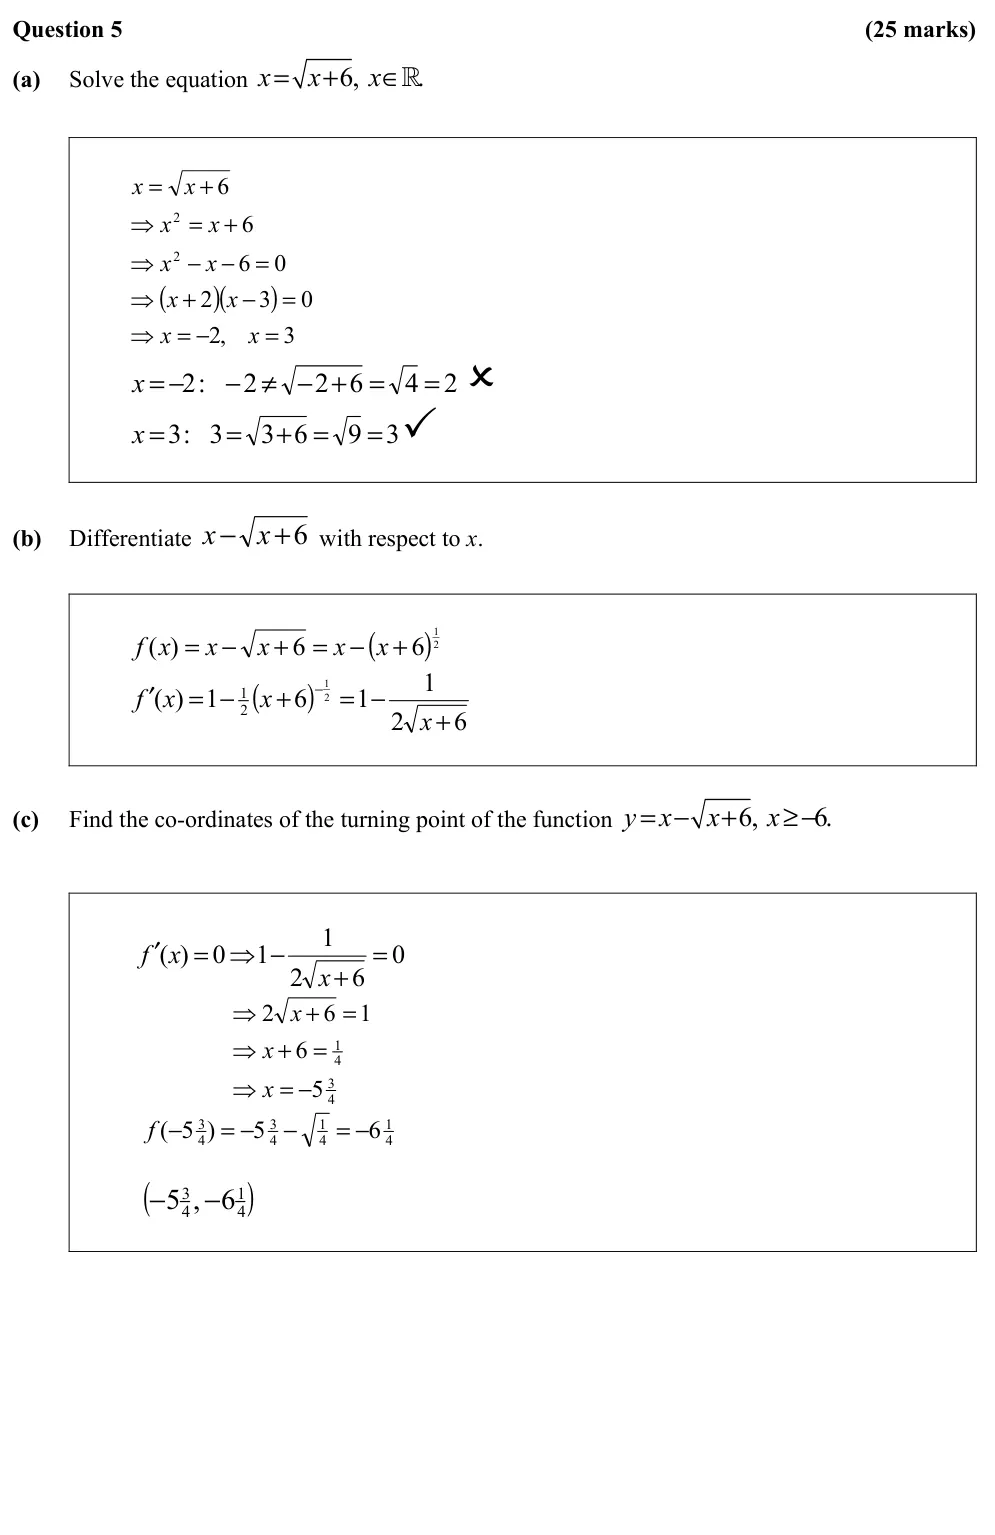 Question 5 (25 marks)
(a) Solve the equation x=√(x+6), x∈ℝ.
x = √(x+6)
⇒ x² = x + 6
⇒ x² − x − 6 = 0
⇒ (x + 2)(x − 3) = 0
⇒ x = −2, x = 3
x = −2: −2 ≠ √(−2+6) = √4 = 2 ✗
x = 3: 3 = √(3+6) = √9 = 3 ✓
(b) Differentiate x − √(x+6) with respect to x.
f(x) = x − √(x+6) = x − (x+6)^(1/2)
f′(x) = 1 − ½(x+6)^(−1/2) = 1 − 1/(2√(x+6))
(c) Find the co-ordinates of the turning point of the function y = x − √(x+6), x ≥ −6.
f′(x) = 0 ⇒ 1 − 1/(2√(x+6)) = 0
⇒ 2√(x+6) = 1
⇒ x + 6 = ¼
⇒ x = −5¾
f(−5¾) = −5¾ − √¼ = −6¼
(−5¾, −6¼)